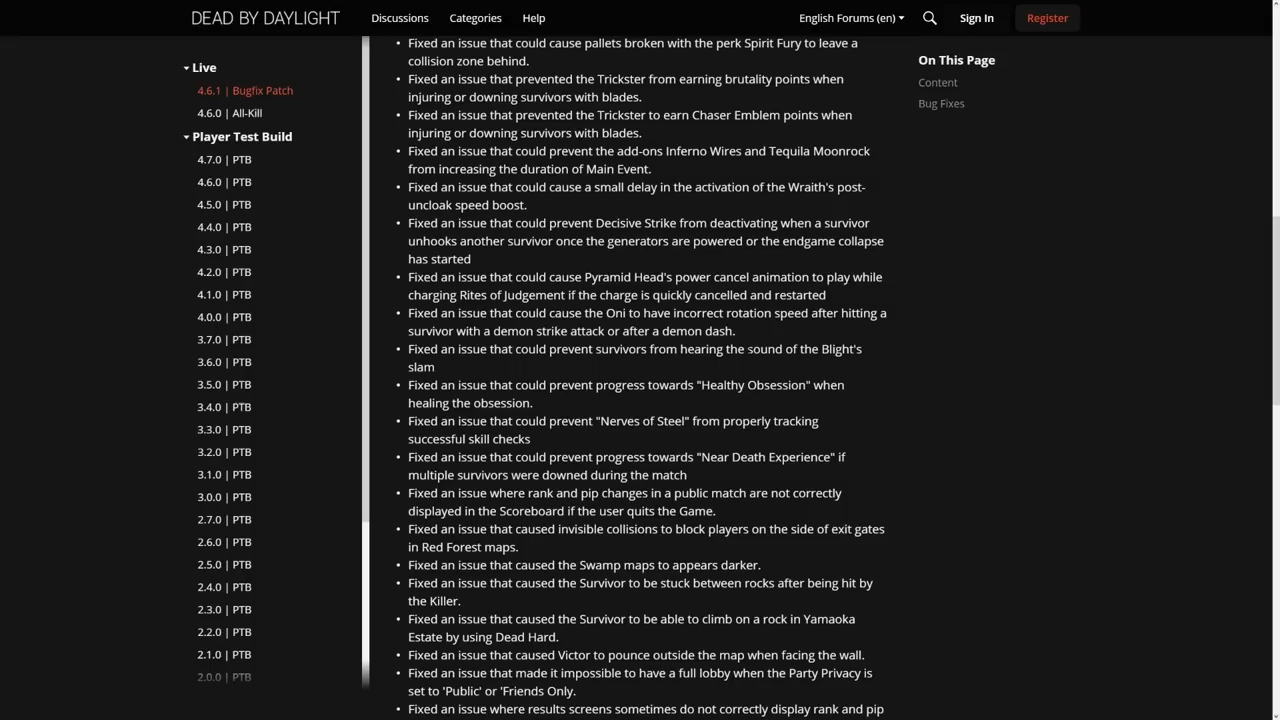 DEAD BY DAYLIGHT
Discussions
Categories
Help
English Forums (en)
Sign In
Register
Live
4.6.1 | Bugfix Patch
4.6.0 | All-Kill
Player Test Build
4.7.0 | PTB
4.6.0 | PTB
4.5.0 | PTB
4.4.0 | PTB
4.3.0 | PTB
4.2.0 | PTB
4.1.0 | PTB
4.0.0 | PTB
3.7.0 | PTB
3.6.0 | PTB
3.5.0 | PTB
3.4.0 | PTB
3.3.0 | PTB
3.2.0 | PTB
3.1.0 | PTB
3.0.0 | PTB
2.7.0 | PTB
2.6.0 | PTB
2.5.0 | PTB
2.4.0 | PTB
2.3.0 | PTB
2.2.0 | PTB
2.1.0 | PTB
2.0.0 | PTB
• Fixed an issue that could cause pallets broken with the perk Spirit Fury to leave a
collision zone behind.
• Fixed an issue that prevented the Trickster from earning brutality points when
injuring or downing survivors with blades.
• Fixed an issue that prevented the Trickster to earn Chaser Emblem points when
injuring or downing survivors with blades.
• Fixed an issue that could prevent the add-ons Inferno Wires and Tequila Moonrock
from increasing the duration of Main Event.
• Fixed an issue that could cause a small delay in the activation of the Wraith's post-
uncloak speed boost.
• Fixed an issue that could prevent Decisive Strike from deactivating when a survivor
unhooks another survivor once the generators are powered or the endgame collapse
has started
• Fixed an issue that could cause Pyramid Head's power cancel animation to play while
charging Rites of Judgement if the charge is quickly cancelled and restarted
• Fixed an issue that could cause the Oni to have incorrect rotation speed after hitting a
survivor with a demon strike attack or after a demon dash.
• Fixed an issue that could prevent survivors from hearing the sound of the Blight's
slam
• Fixed an issue that could prevent progress towards "Healthy Obsession" when
healing the obsession.
• Fixed an issue that could prevent "Nerves of Steel" from properly tracking
successful skill checks
• Fixed an issue that could prevent progress towards "Near Death Experience" if
multiple survivors were downed during the match
• Fixed an issue where rank and pip changes in a public match are not correctly
displayed in the Scoreboard if the user quits the Game.
• Fixed an issue that caused invisible collisions to block players on the side of exit gates
in Red Forest maps.
• Fixed an issue that caused the Swamp maps to appears darker.
• Fixed an issue that caused the Survivor to be stuck between rocks after being hit by
the Killer.
• Fixed an issue that caused the Survivor to be able to climb on a rock in Yamaoka
Estate by using Dead Hard.
• Fixed an issue that caused Victor to pounce outside the map when facing the wall.
• Fixed an issue that made it impossible to have a full lobby when the Party Privacy is
set to 'Public' or 'Friends Only.
• Fixed an issue where results screens sometimes do not correctly display rank and pip
On This Page
Content
Bug Fixes